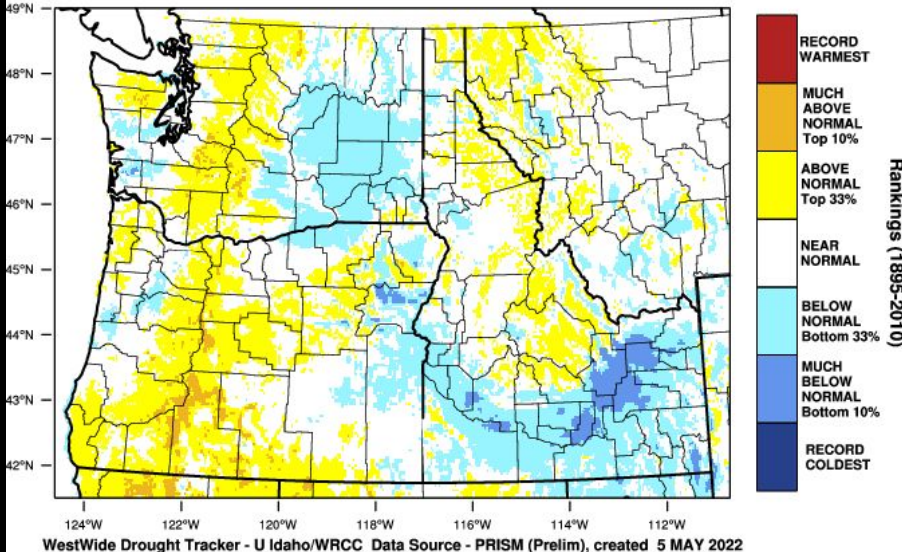 49°N
48°N
47°N
46°N
45°N
44°N
43°N
42°N
124°W 122°W 120°W 118°W 116°W 114°W 112°W
RECORD
WARMEST
MUCH
ABOVE
NORMAL
Top 10%
ABOVE
NORMAL
Top 33%
NEAR
NORMAL
BELOW
NORMAL
Bottom 33%
MUCH
BELOW
NORMAL
Bottom 10%
RECORD
COLDEST
Rankings (1895-2010)
WestWide Drought Tracker - U Idaho/WRCC Data Source - PRISM (Prelim), created 5 MAY 2022